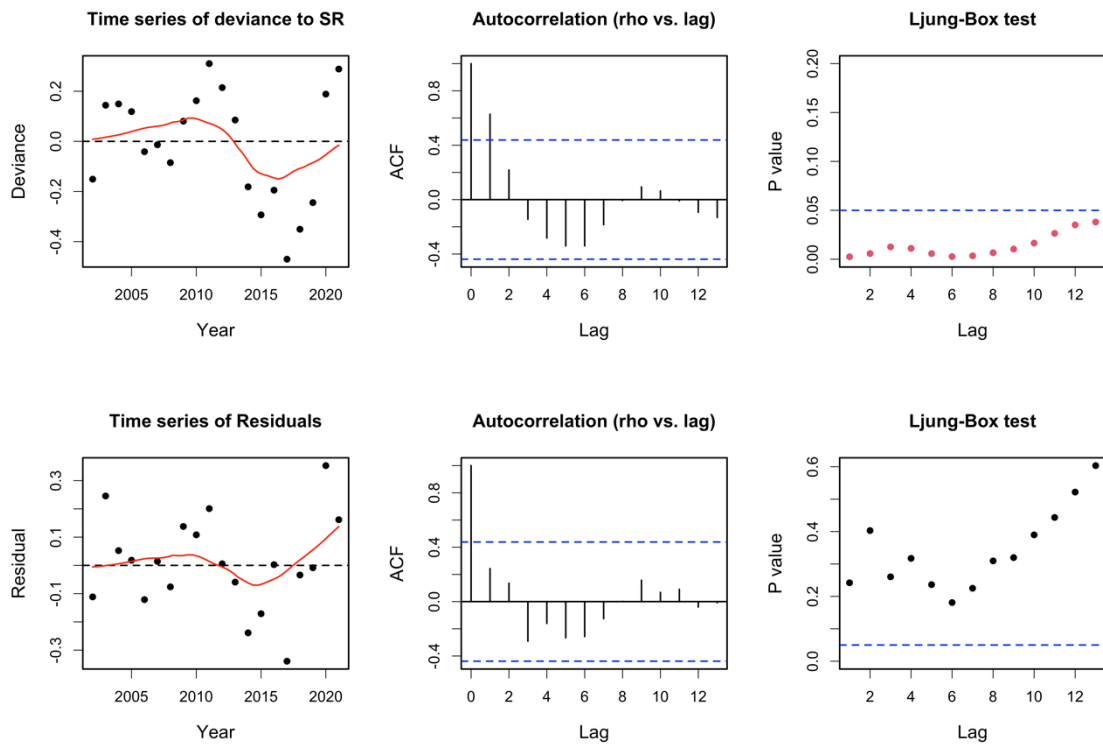 Time series of deviance to SR
Deviance
0.2
0.0
-0.2
-0.4
2005 2010 2015 2020
Year
Autocorrelation (rho vs. lag)
ACF
0.8
0.4
0.0
-0.4
0 2 4 6 8 10 12
Lag
Ljung-Box test
P value
0.20
0.15
0.10
0.05
0.00
2 4 6 8 10 12
Lag
Time series of Residuals
Residual
0.3
0.1
-0.1
-0.3
2005 2010 2015 2020
Year
Autocorrelation (rho vs. lag)
ACF
0.8
0.4
0.0
-0.4
0 2 4 6 8 10 12
Lag
Ljung-Box test
P value
0.6
0.4
0.2
0.0
2 4 6 8 10 12
Lag